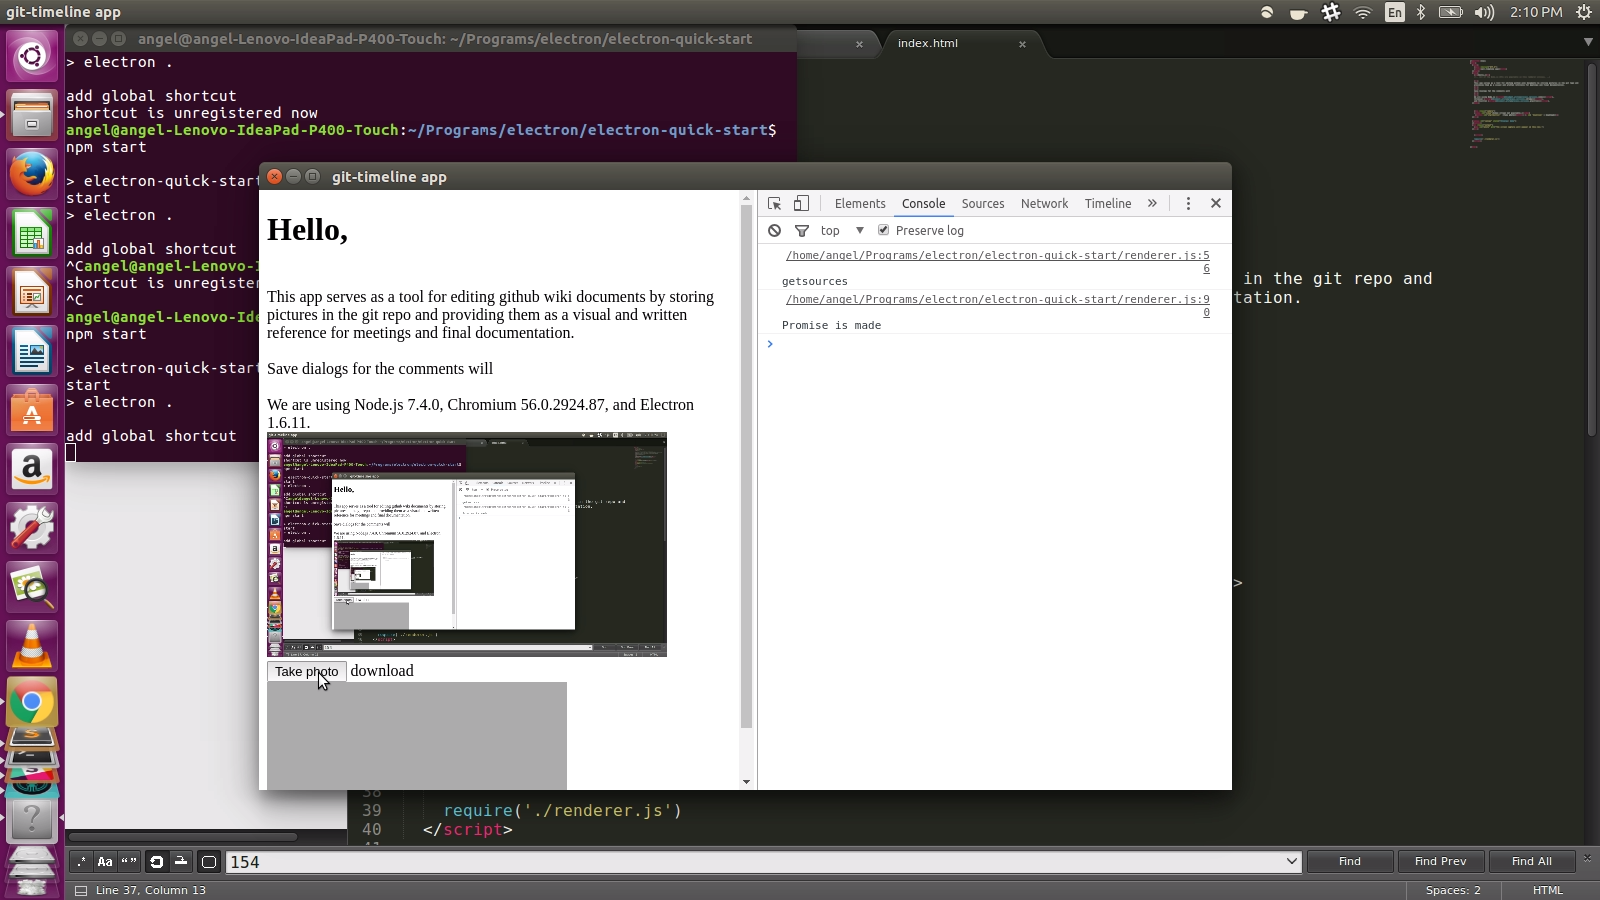 git-timeline app
En
2:10 PM
angel@angel-Lenovo-IdeaPad-P400-Touch: ~/Programs/electron/electron-quick-start
> electron .
add global shortcut
shortcut is unregistered now
angel@angel-Lenovo-IdeaPad-P400-Touch:~/Programs/electron/electron-quick-start$
npm start
> electron-quick-start
start
> electron .
add global shortcut
^Cangel@angel-Lenovo-
shortcut is unregister
^C
angel@angel-Lenovo-Ide
npm start
> electron-quick-start
start
> electron .
add global shortcut
index.html
in the git repo and
tation.
>
git-timeline app
Hello,
This app serves as a tool for editing github wiki documents by storing
pictures in the git repo and providing them as a visual and written
reference for meetings and final documentation.
Save dialogs for the comments will
We are using Node.js 7.4.0, Chromium 56.0.2924.87, and Electron
1.6.11.
Hello,
Take photo download
Elements Console Sources Network Timeline »
top Preserve log
/home/angel/Programs/electron/electron-quick-start/renderer.js:5
6
getsources
/home/angel/Programs/electron/electron-quick-start/renderer.js:9
0
Promise is made
>
38
39 require('./renderer.js')
40 </script>
.* Aa “”
154
Find Find Prev Find All
Line 37, Column 13
Spaces: 2 HTML